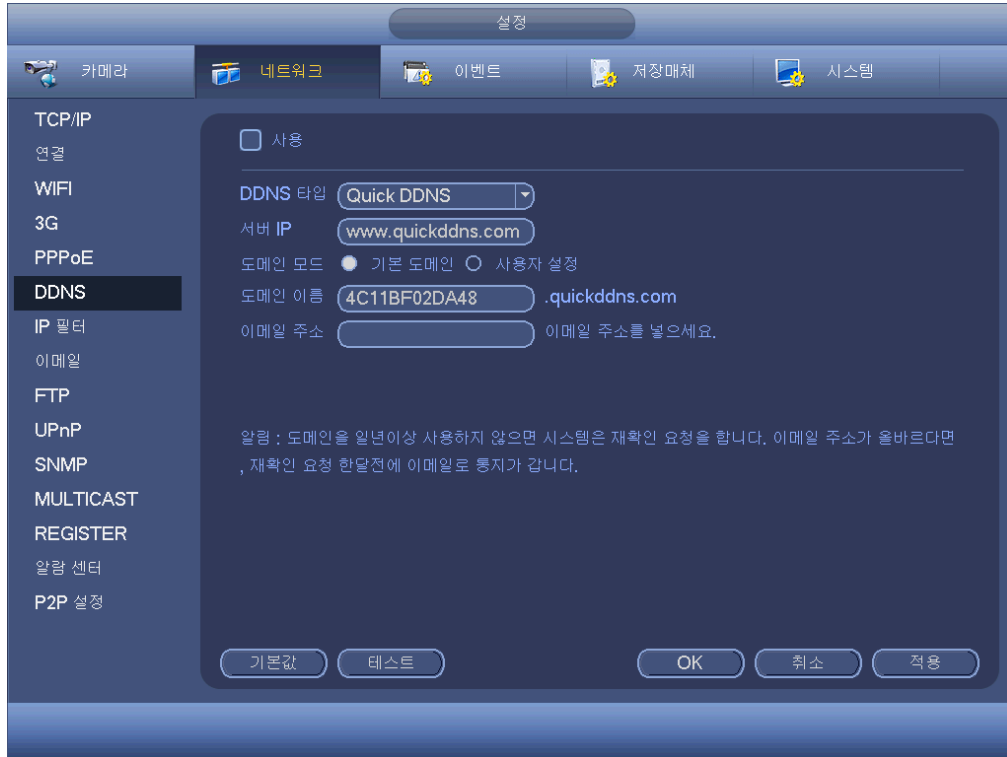 설정
카메라 네트워크 이벤트 저장매체 시스템
TCP/IP
연결
WIFI
3G
PPPoE
DDNS
IP 필터
이메일
FTP
UPnP
SNMP
MULTICAST
REGISTER
알람 센터
P2P 설정
사용
DDNS 타입 Quick DDNS
서버 IP www.quickddns.com
도메인 모드 기본 도메인 사용자 설정
도메인 이름 4C11BF02DA48 .quickddns.com
이메일 주소 이메일 주소를 넣으세요.
알림 : 도메인을 일년이상 사용하지 않으면 시스템은 재확인 요청을 합니다. 이메일 주소가 올바르다면
, 재확인 요청 한달전에 이메일로 통지가 갑니다.
기본값 테스트 OK 취소 적용